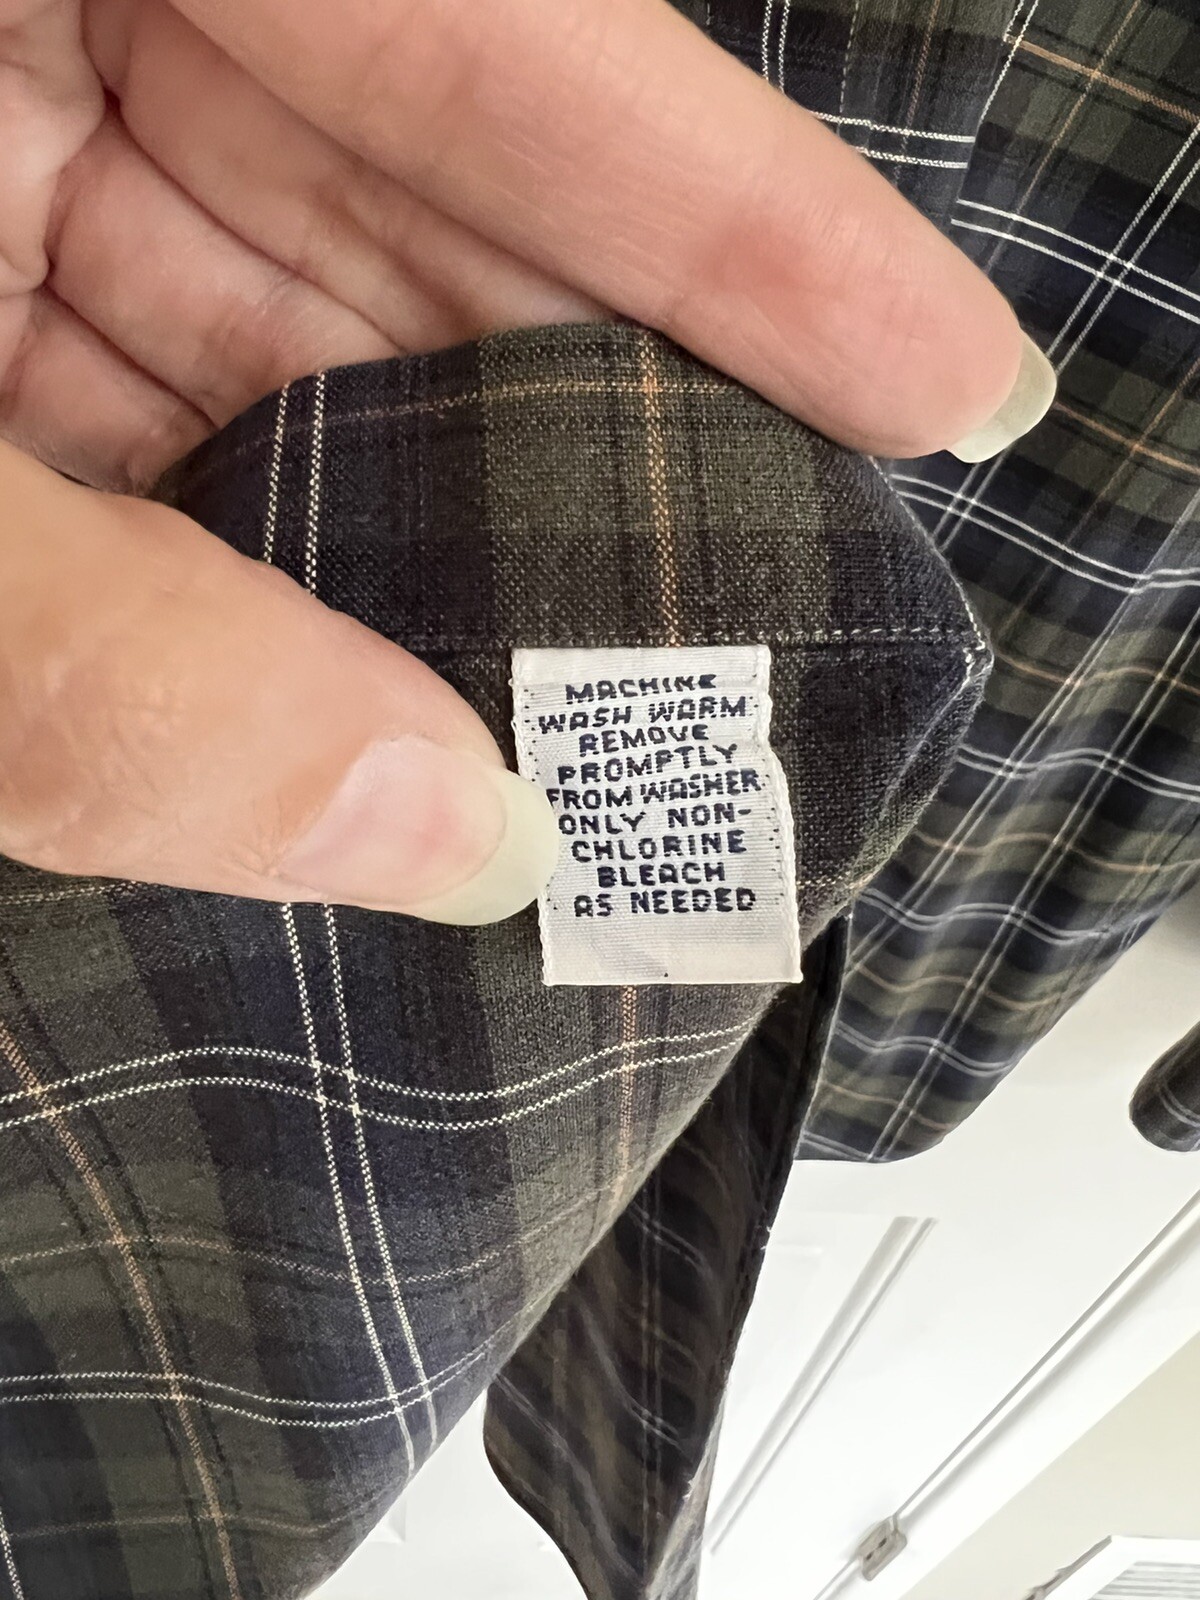 MACHINE
WASH WARM
REMOVE
PROMPTLY
FROM WASHER
ONLY NON-
CHLORINE
BLEACH
AS NEEDED